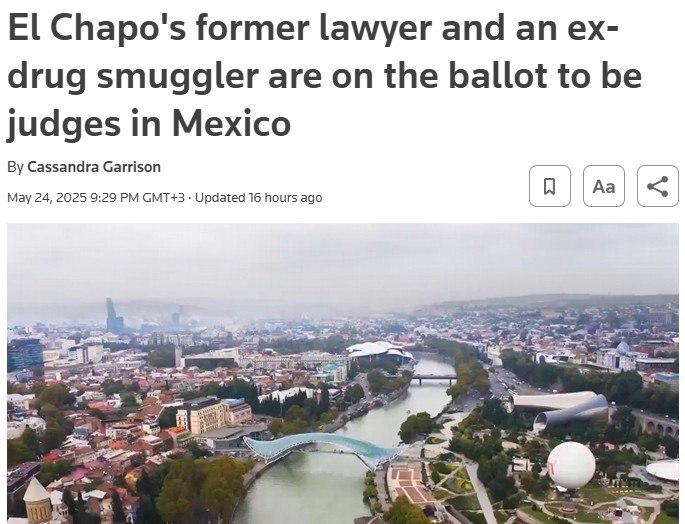 El Chapo's former lawyer and an ex-
drug smuggler are on the ballot to be
judges in Mexico
By Cassandra Garrison
May 24, 2025 9:29 PM GMT+3 · Updated 16 hours ago
Aa